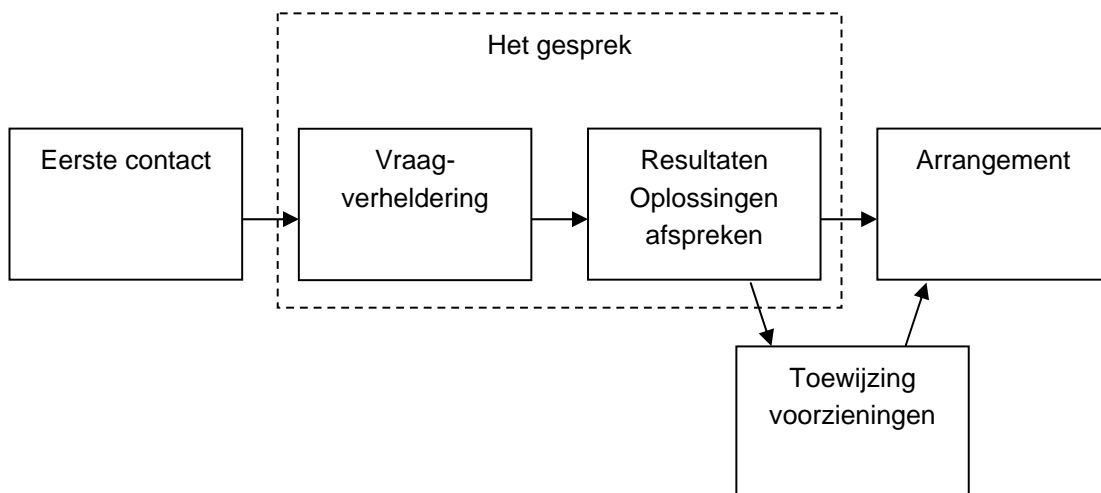 Het gesprek
Eerste contact
Vraag-
verheldering
Resultaten
Oplossingen
afspreken
Arrangement
Toewijzing
voorzieningen